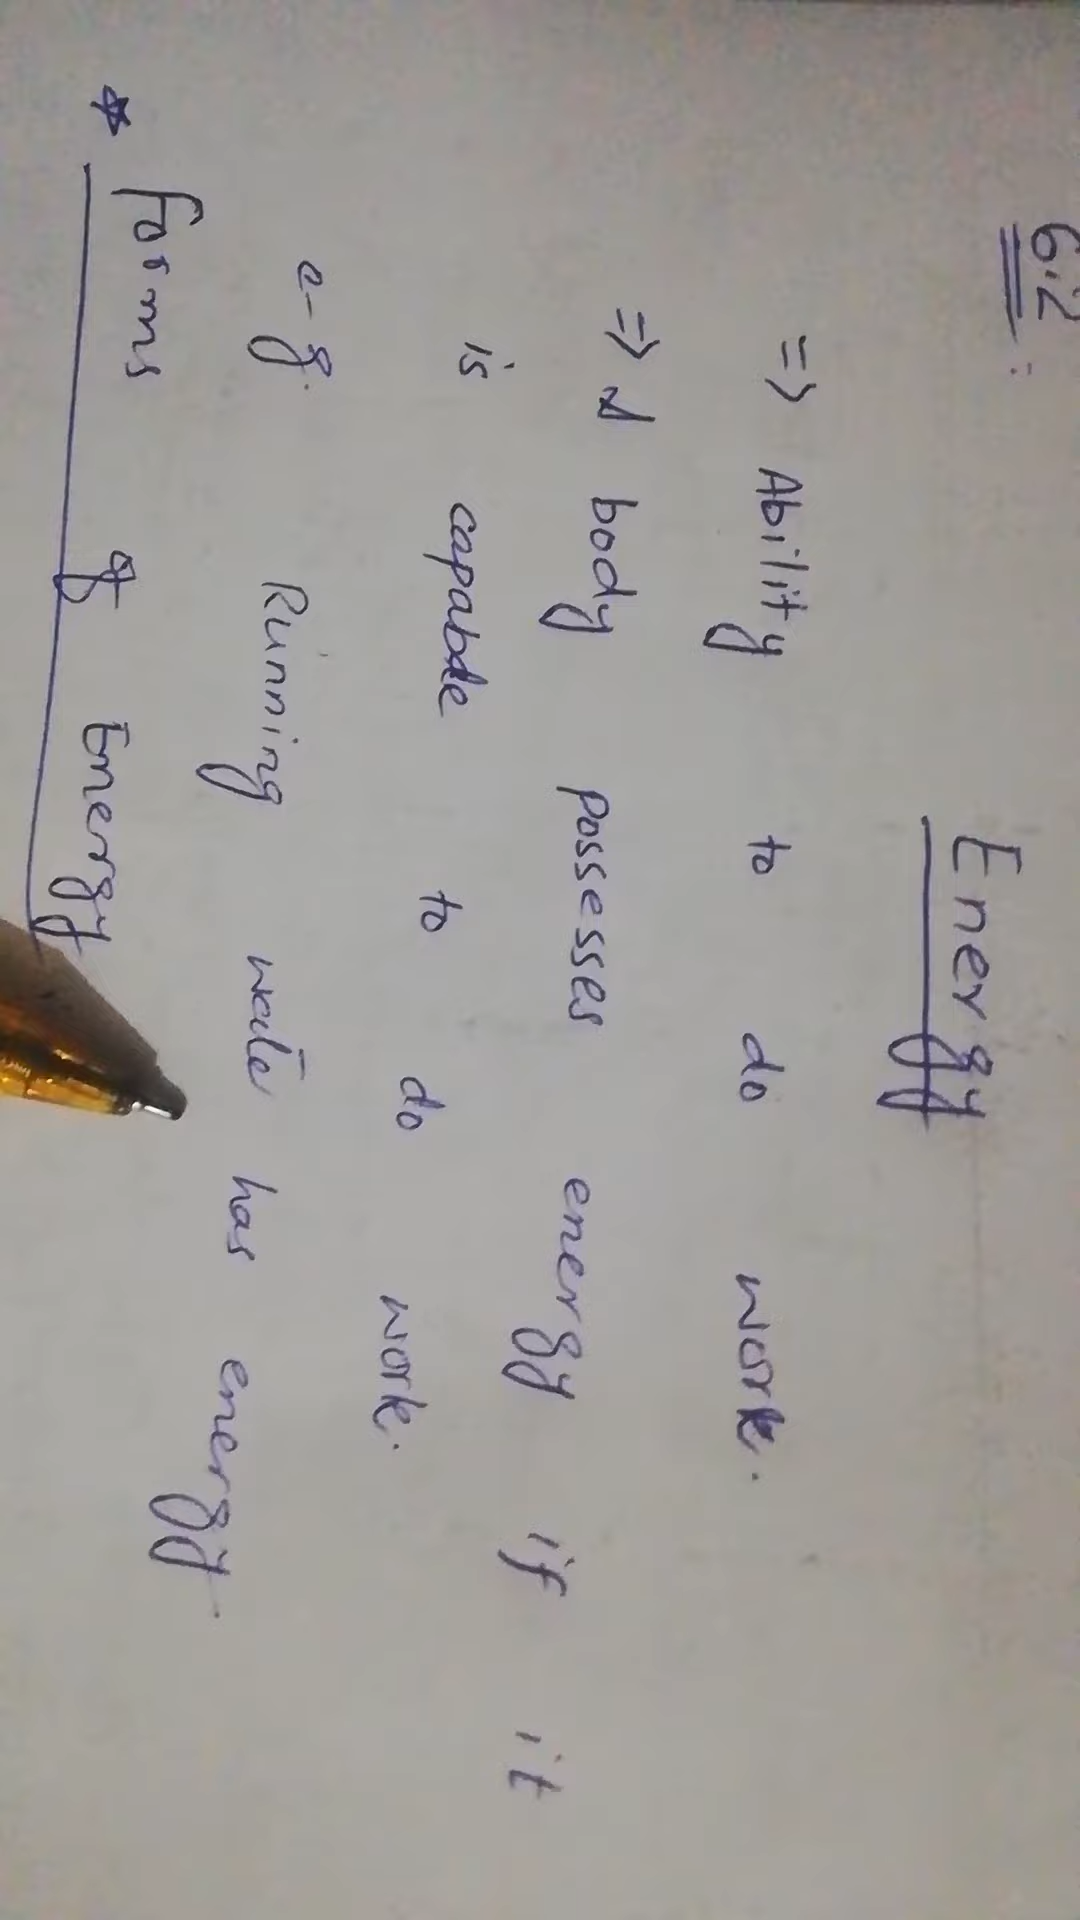 6.2:
Energy
=> Ability to do work.
=> A body possesses energy if it
is capable to do work.
e-g. Running water has energy.
* Forms of Energy